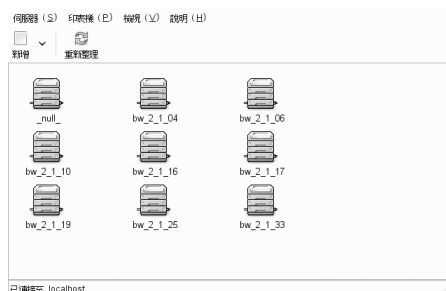 伺服器（S） 印表機（P） 檢視（V） 說明（H）
新增 重新整理
_null_ bw_2_1_04 bw_2_1_06
bw_2_1_10 bw_2_1_16 bw_2_1_17
bw_2_1_19 bw_2_1_25 bw_2_1_33
已連接至 localhost